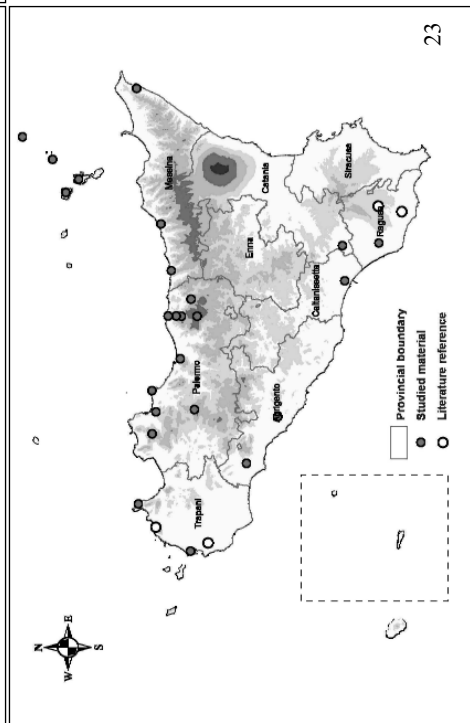 23
N
W E
S
Messina
Palermo
Trapani
Catania
Enna
Agrigento
Caltanissetta
Siracusa
Ragusa
Provincial boundary
Studied material
Literature reference